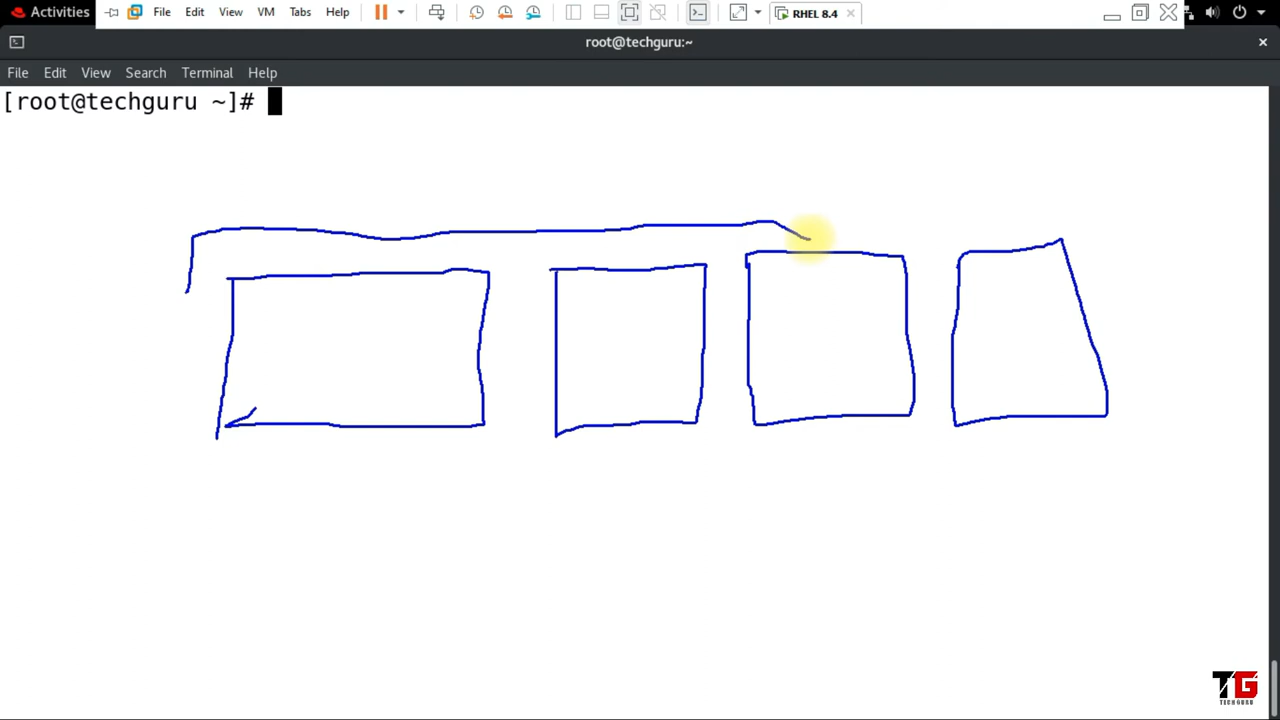 Activities File Edit View VM Tabs Help RHEL 8.4
root@techguru:~
File Edit View Search Terminal Help
[root@techguru ~]#
TG
TECHGURU